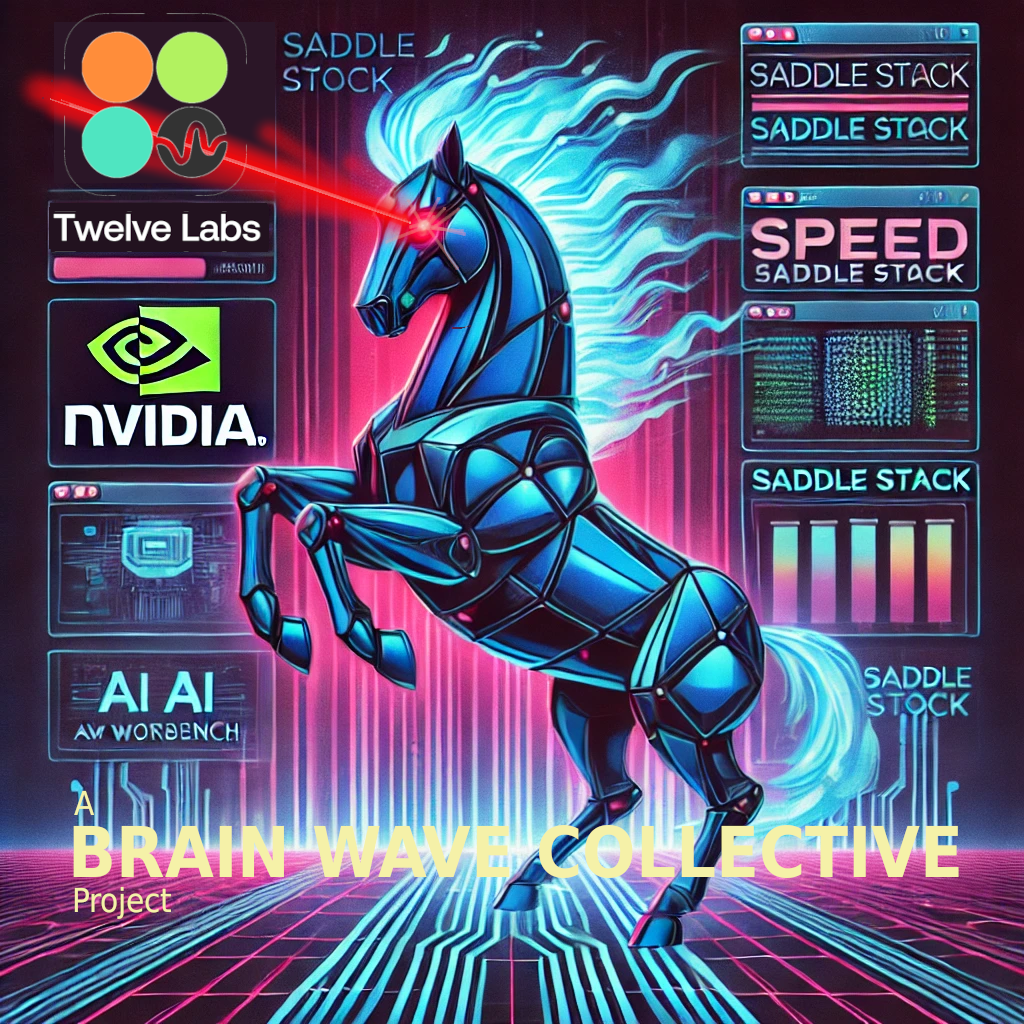 SADDLE
STOCK
Twelve Labs
NVIDIA
AI AI
AW WORBENCH
SADDLE STACK
SADDLE STACK
SPEED
SADDLE STACK
SADDLE STACK
SADDLE
STOCK
A
BRAIN WAVE COLLECTIVE
Project